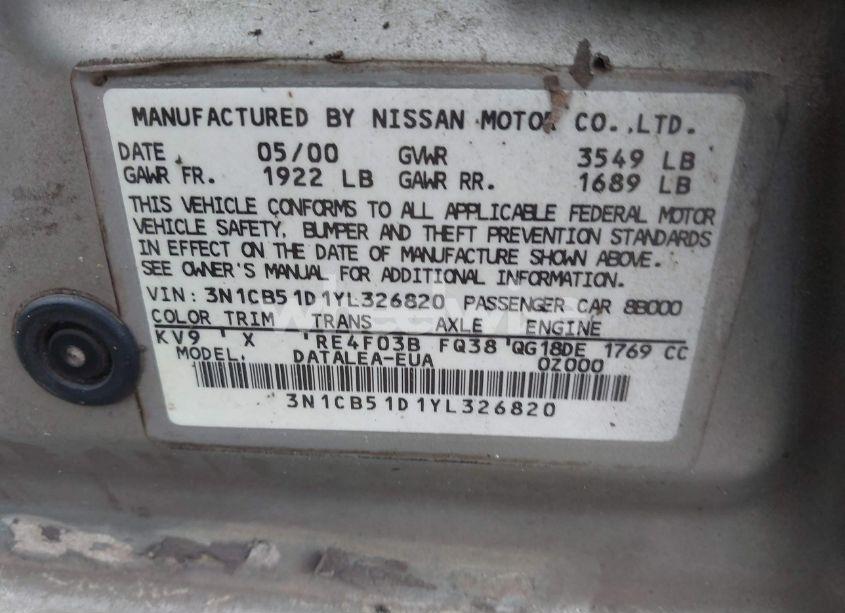 MANUFACTURED BY NISSAN MOTOR CO.,LTD.
DATE 05/00 GVWR 3549 LB
GAWR FR. 1922 LB GAWR RR. 1689 LB
THIS VEHICLE CONFORMS TO ALL APPLICABLE FEDERAL MOTOR
VEHICLE SAFETY, BUMPER AND THEFT PREVENTION STANDARDS
IN EFFECT ON THE DATE OF MANUFACTURE SHOWN ABOVE.
SEE OWNER'S MANUAL FOR ADDITIONAL INFORMATION.
VIN: 3N1CB51D1YL326820 PASSENGER CAR 8B000
COLOR TRIM TRANS AXLE ENGINE
KV9 ' X 'RE4F03B FQ38 'QG18DE 1769 CC
MODEL. DATALEA-EUA 0Z000
3N1CB51D1YL326820